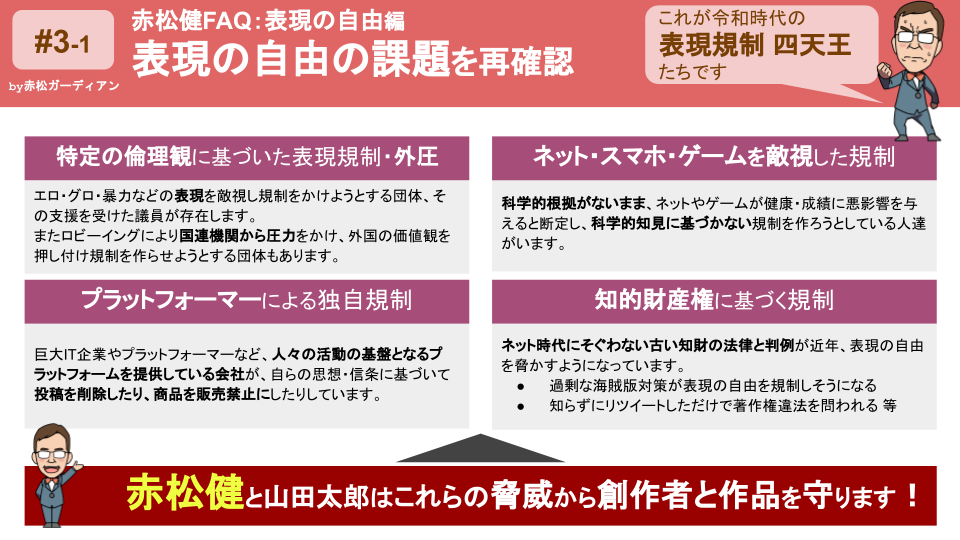 #3-1
by赤松ガーディアン
赤松健FAQ：表現の自由編
表現の自由の課題を再確認
これが令和時代の
表現規制 四天王
たちです
特定の倫理観に基づいた表現規制・外圧
エロ・グロ・暴力などの表現を敵視し規制をかけようとする団体、そ
の支援を受けた議員が存在します。
またロビーイングにより国連機関から圧力をかけ、外国の価値観を
押し付け規制を作らせようとする団体もあります。
ネット・スマホ・ゲームを敵視した規制
科学的根拠がないまま、ネットやゲームが健康・成績に悪影響を与
えると断定し、科学的知見に基づかない規制を作ろうとしている人達
がいます。
プラットフォーマーによる独自規制
巨大IT企業やプラットフォーマーなど、人々の活動の基盤となるプ
ラットフォームを提供している会社が、自らの思想・信条に基づいて
投稿を削除したり、商品を販売禁止にしたりしています。
知的財産権に基づく規制
ネット時代にそぐわない古い知財の法律と判例が近年、表現の自由
を脅かすようになっています。
● 過剰な海賊版対策が表現の自由を規制しそうになる
● 知らずにリツイートしただけで著作権違法を問われる 等
赤松健と山田太郎はこれらの脅威から創作者と作品を守ります！